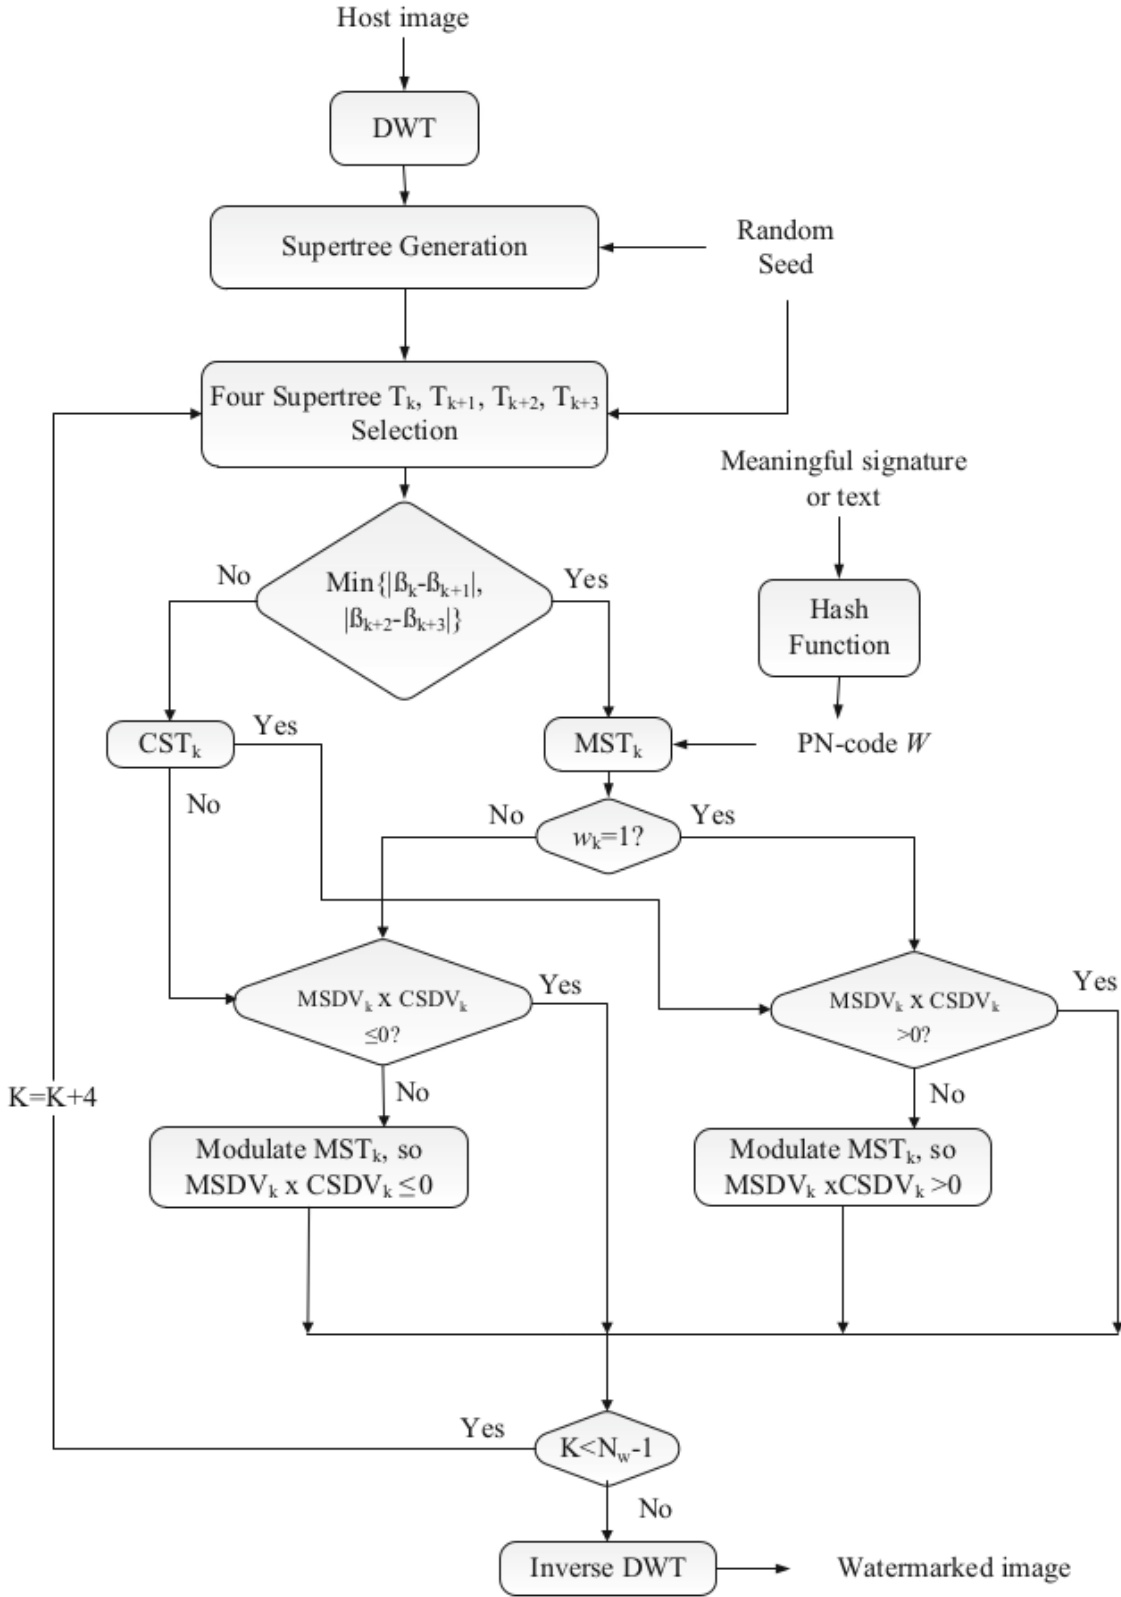 Host image
DWT
Supertree Generation
Random
Seed
Four Supertree Tₖ, Tₖ₊₁, Tₖ₊₂, Tₖ₊₃
Selection
Meaningful signature
or text
No
Min{|ßₖ-ßₖ₊₁|,
|ßₖ₊₂-ßₖ₊₃|}
Yes
Hash
Function
CSTₖ
Yes
MSTₖ
PN-code W
No
No
wₖ=1?
Yes
MSDVₖ x CSDVₖ
≤0?
Yes
MSDVₖ x CSDVₖ
>0?
Yes
K=K+4
No
No
Modulate MSTₖ, so
MSDVₖ x CSDVₖ ≤0
Modulate MSTₖ, so
MSDVₖ xCSDVₖ >0
Yes
K<N_w-1
No
Inverse DWT
Watermarked image